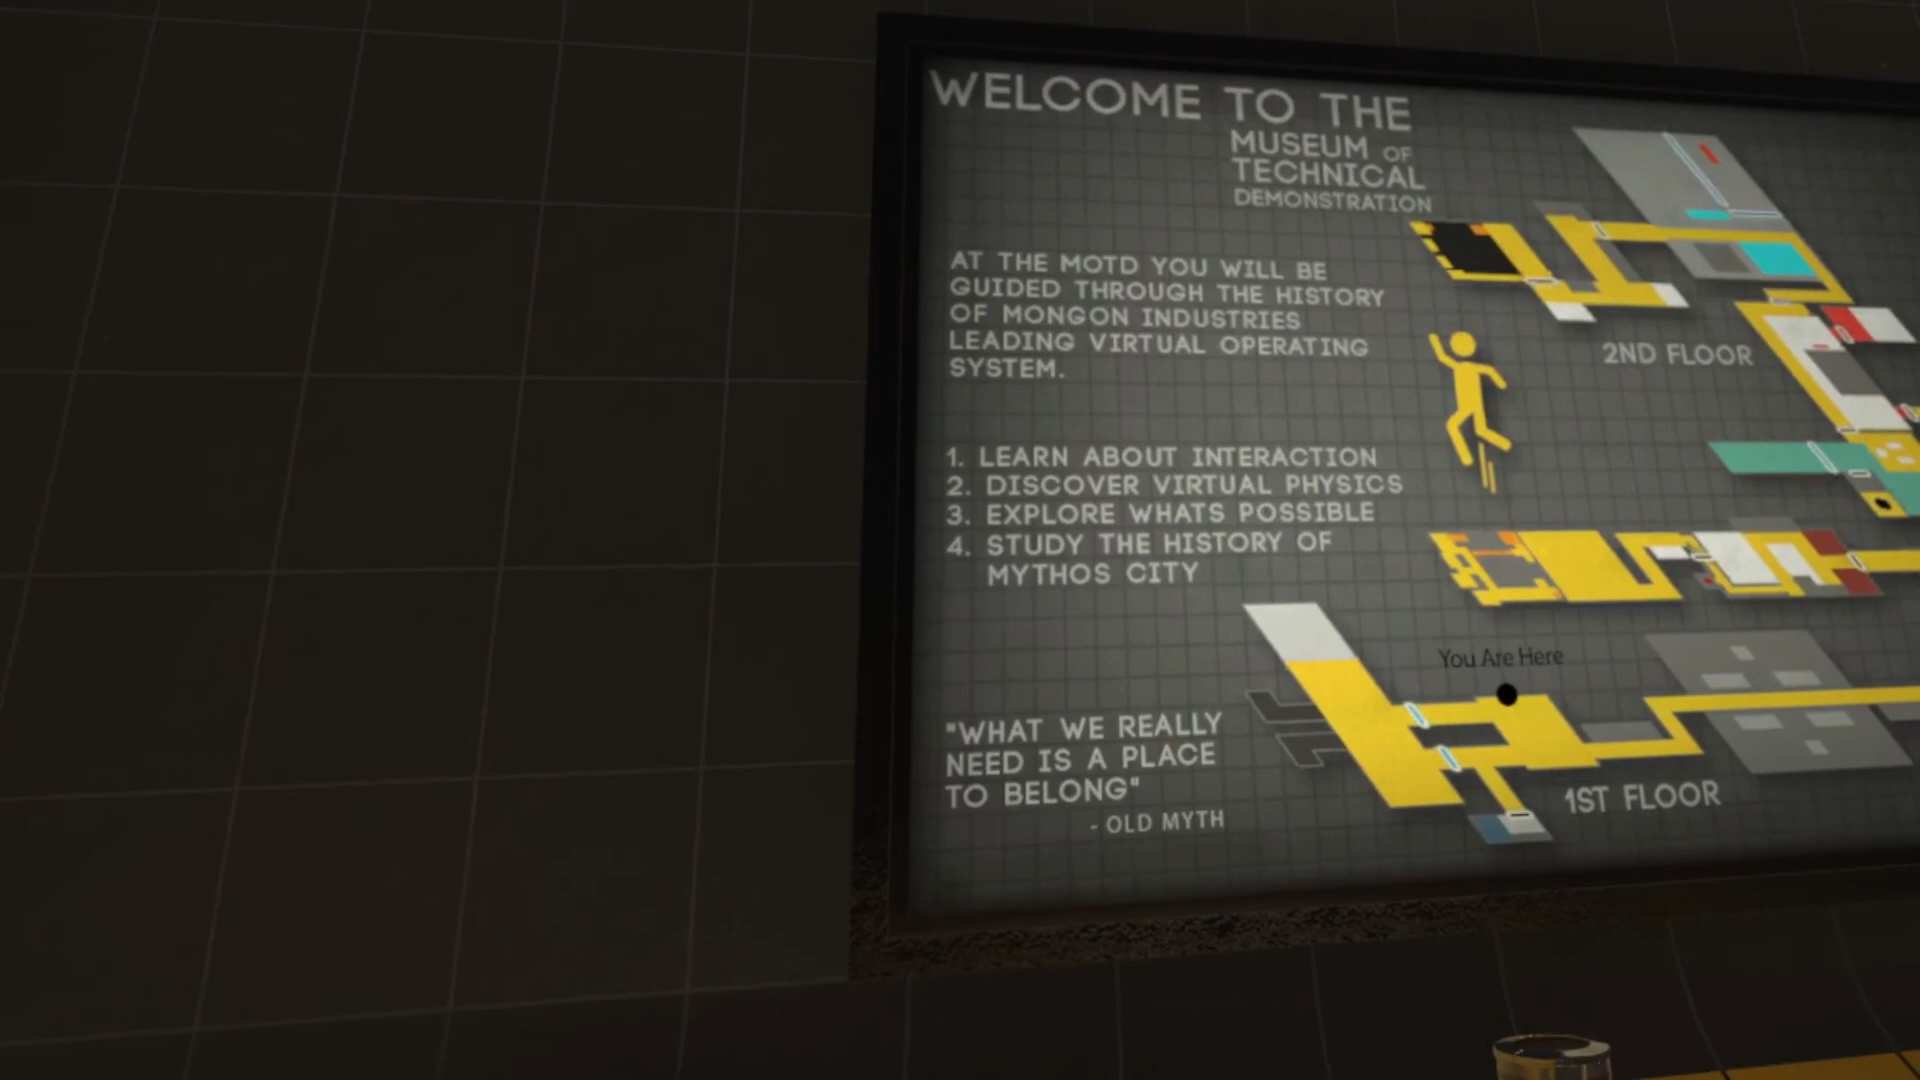 WELCOME TO THE
MUSEUM OF
TECHNICAL
DEMONSTRATION
AT THE MOTD YOU WILL BE
GUIDED THROUGH THE HISTORY
OF MONGON INDUSTRIES
LEADING VIRTUAL OPERATING
SYSTEM.
2ND FLOOR
1. LEARN ABOUT INTERACTION
2. DISCOVER VIRTUAL PHYSICS
3. EXPLORE WHATS POSSIBLE
4. STUDY THE HISTORY OF
MYTHOS CITY
You Are Here
"WHAT WE REALLY
NEED IS A PLACE
TO BELONG"
- OLD MYTH
1ST FLOOR